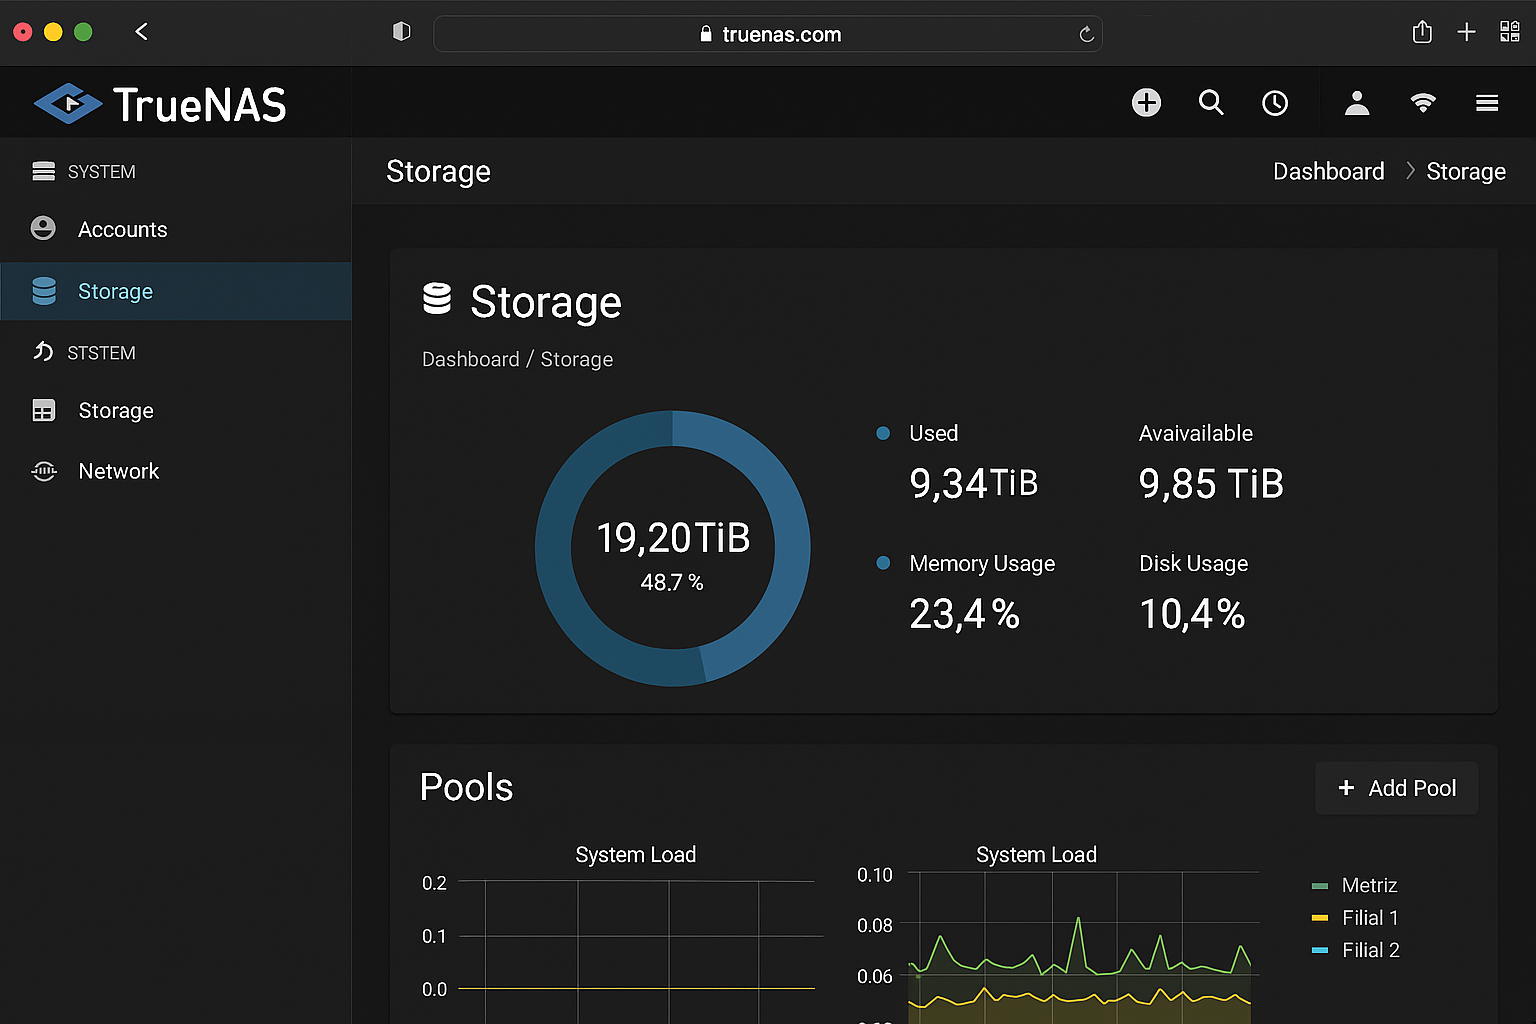 truenas.com
TrueNAS
SYSTEM
Accounts
Storage
STSTEM
Storage
Network
Storage
Dashboard > Storage
Storage
Dashboard / Storage
19,20TiB
48.7 %
Used
9,34TiB
Avaivailable
9,85 TiB
Memory Usage
23,4%
Disk Usage
10,4%
Pools
+ Add Pool
System Load
0.2
0.1
0.0
System Load
0.10
0.08
0.06
Metriz
Filial 1
Filial 2